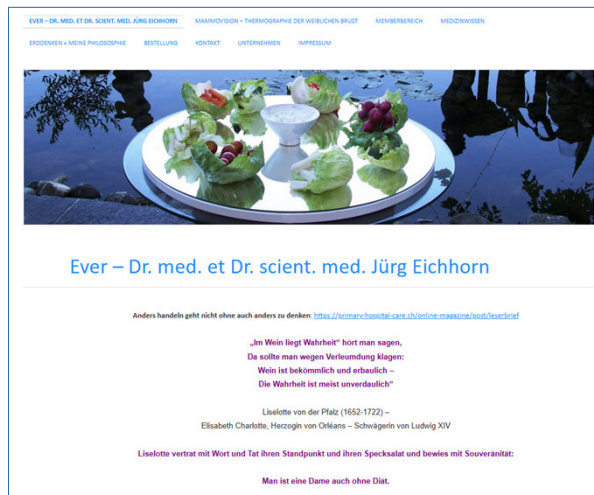 EVER – DR. MED. ET DR. SCIENT. MED. JÜRG EICHHORN MAMMOVISION – THERMOGRAPHIE DER WEIBLICHEN BRUST MEMBERBEREICH MEDIZINWISSEN
ERDDENKEN = MEINE PHILOSOSPHIE BESTELLUNG KONTAKT UNTERNEHMEN IMPRESSUM
Ever – Dr. med. et Dr. scient. med. Jürg Eichhorn
Anders handeln geht nicht ohne auch anders zu denken: https://primary-hospital-care.ch/online-magazine/post/leserbrief
„Im Wein liegt Wahrheit“ hört man sagen,
Da sollte man wegen Verleumdung klagen:
Wein ist bekömmlich und erbaulich –
Die Wahrheit ist meist unverdaulich“
Liselotte von der Pfalz (1652-1722) –
Elisabeth Charlotte, Herzogin von Orléans – Schwägerin von Ludwig XIV
Liselotte vertrat mit Wort und Tat ihren Standpunkt und ihren Specksalat und bewies mit Souveränität:
Man ist eine Dame auch ohne Diät.